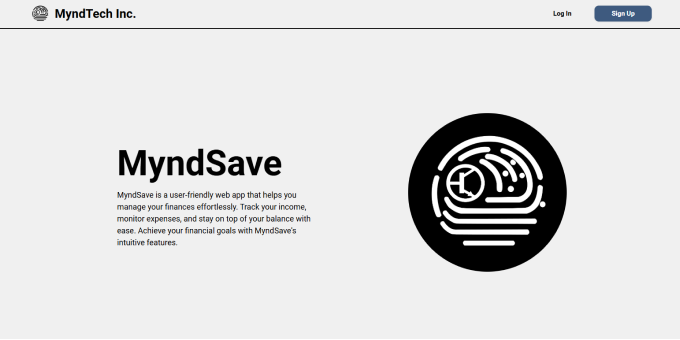 MyndTech Inc.
Log In
Sign Up
MyndSave
MyndSave is a user-friendly web app that helps you
manage your finances effortlessly. Track your income,
monitor expenses, and stay on top of your balance with
ease. Achieve your financial goals with MyndSave's
intuitive features.